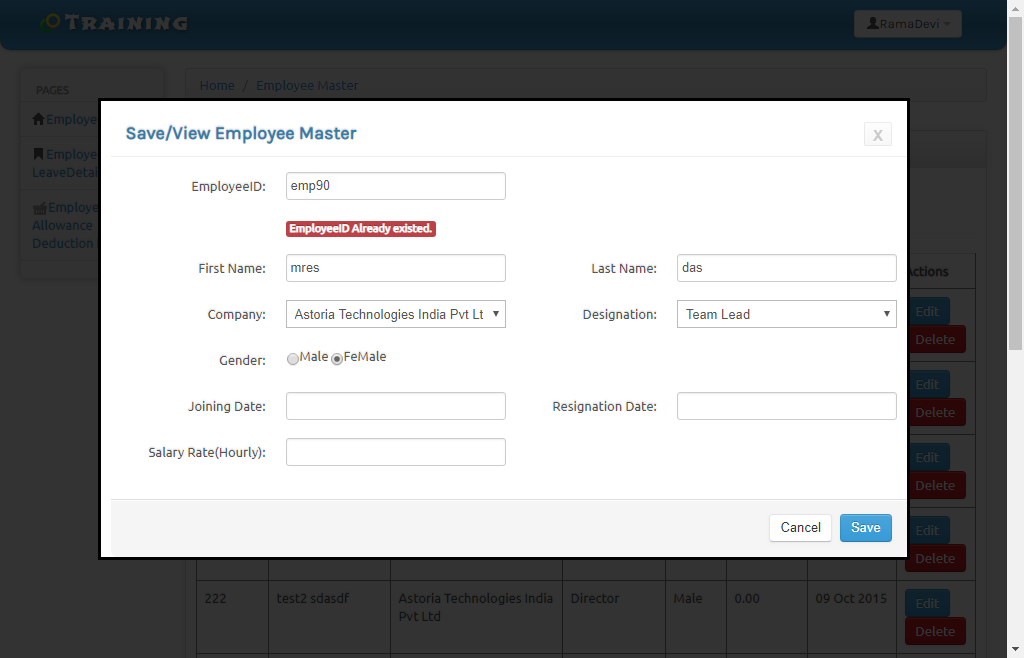 Training
RamaDevi
PAGES
Home / Employee Master
Employe
Employe
LeaveDetai
Employe
Allowance
Deduction
Save/View Employee Master
X
EmployeeID: emp90
EmployeeID Already existed.
First Name: mres Last Name: das
Company: Astoria Technologies India Pvt Lt Designation: Team Lead
Gender: Male FeMale
Joining Date: Resignation Date:
Salary Rate(Hourly):
Cancel Save
ctions
Edit
Delete
Edit
Delete
Edit
Delete
Edit
Delete
222 test2 sdasdf Astoria Technologies India Director Male 0.00 09 Oct 2015 Edit
Pvt Ltd
Delete